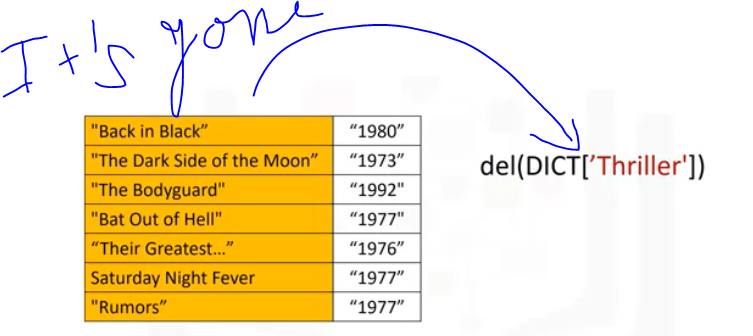 It's gone
"Back in Black” “1980”
"The Dark Side of the Moon” “1973”
"The Bodyguard" “1992"
"Bat Out of Hell" “1977"
“Their Greatest...” “1976”
Saturday Night Fever “1977”
"Rumors” “1977”
del(DICT[’Thriller'])